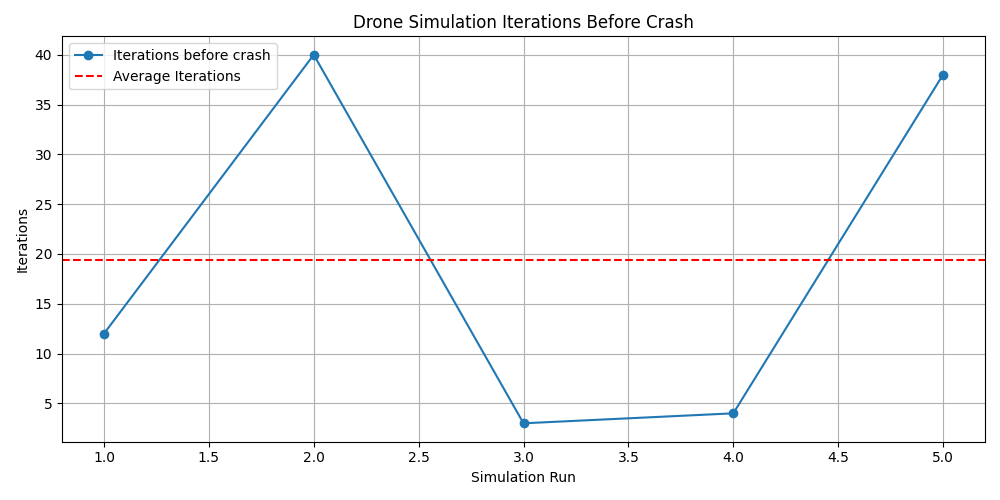 Drone Simulation Iterations Before Crash
Iterations before crash
Average Iterations
40
35
30
25
20
15
10
5
Iterations
1.0 1.5 2.0 2.5 3.0 3.5 4.0 4.5 5.0
Simulation Run